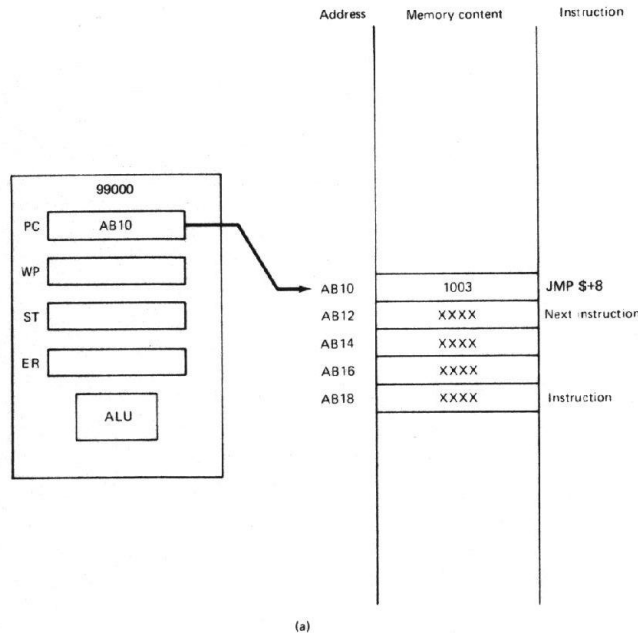 Address Memory content Instruction
99000
PC AB10
WP
ST
ER
ALU
AB10 1003 JMP $+8
AB12 XXXX Next instruction
AB14 XXXX
AB16 XXXX
AB18 XXXX Instruction
(a)